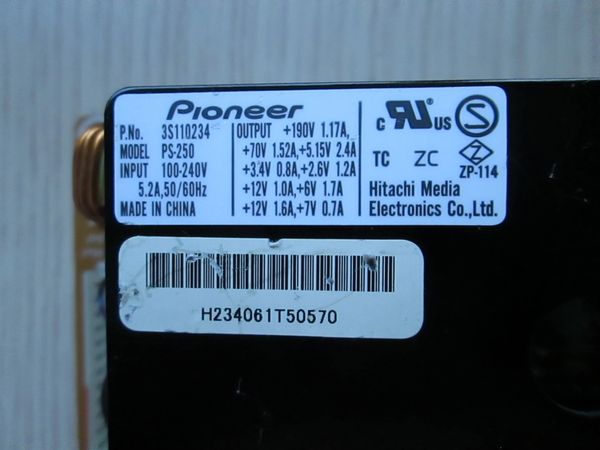 Pioneer
P.No. 3S110234
MODEL PS-250
INPUT 100-240V
5.2A,50/60Hz
MADE IN CHINA
OUTPUT +190V 1.17A,
+70V 1.52A,+5.15V 2.4A
+3.4V 0.8A,+2.6V 1.2A
+12V 1.0A,+6V 1.7A
+12V 1.6A,+7V 0.7A
c RU US S
TC ZC Z
ZP-114
Hitachi Media
Electronics Co.,Ltd.
H234061T50570